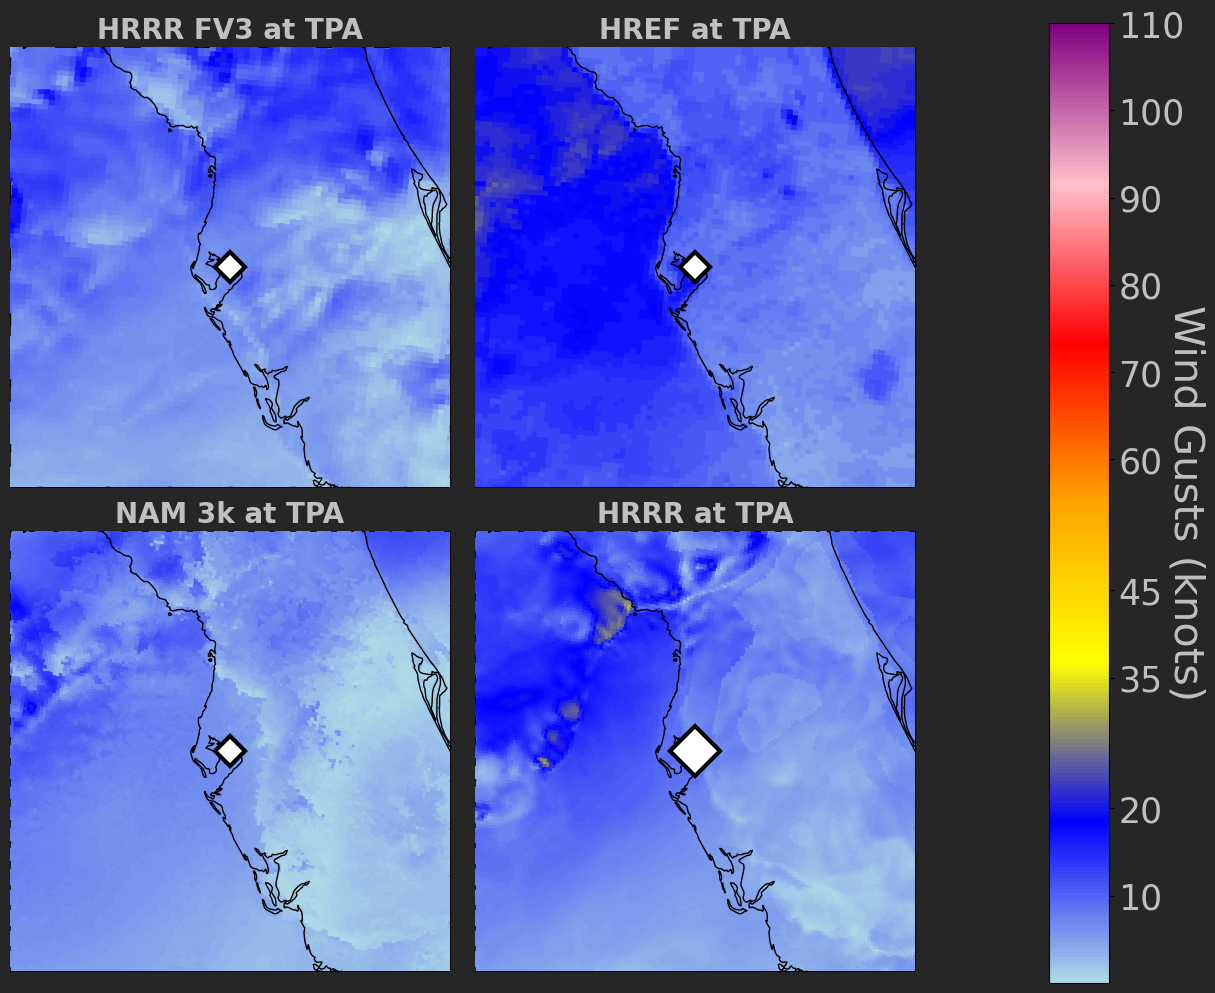 HRRR FV3 at TPA
HREF at TPA
NAM 3k at TPA
HRRR at TPA
110
100
90
80
70
60
45
35
20
10
Wind Gusts (knots)